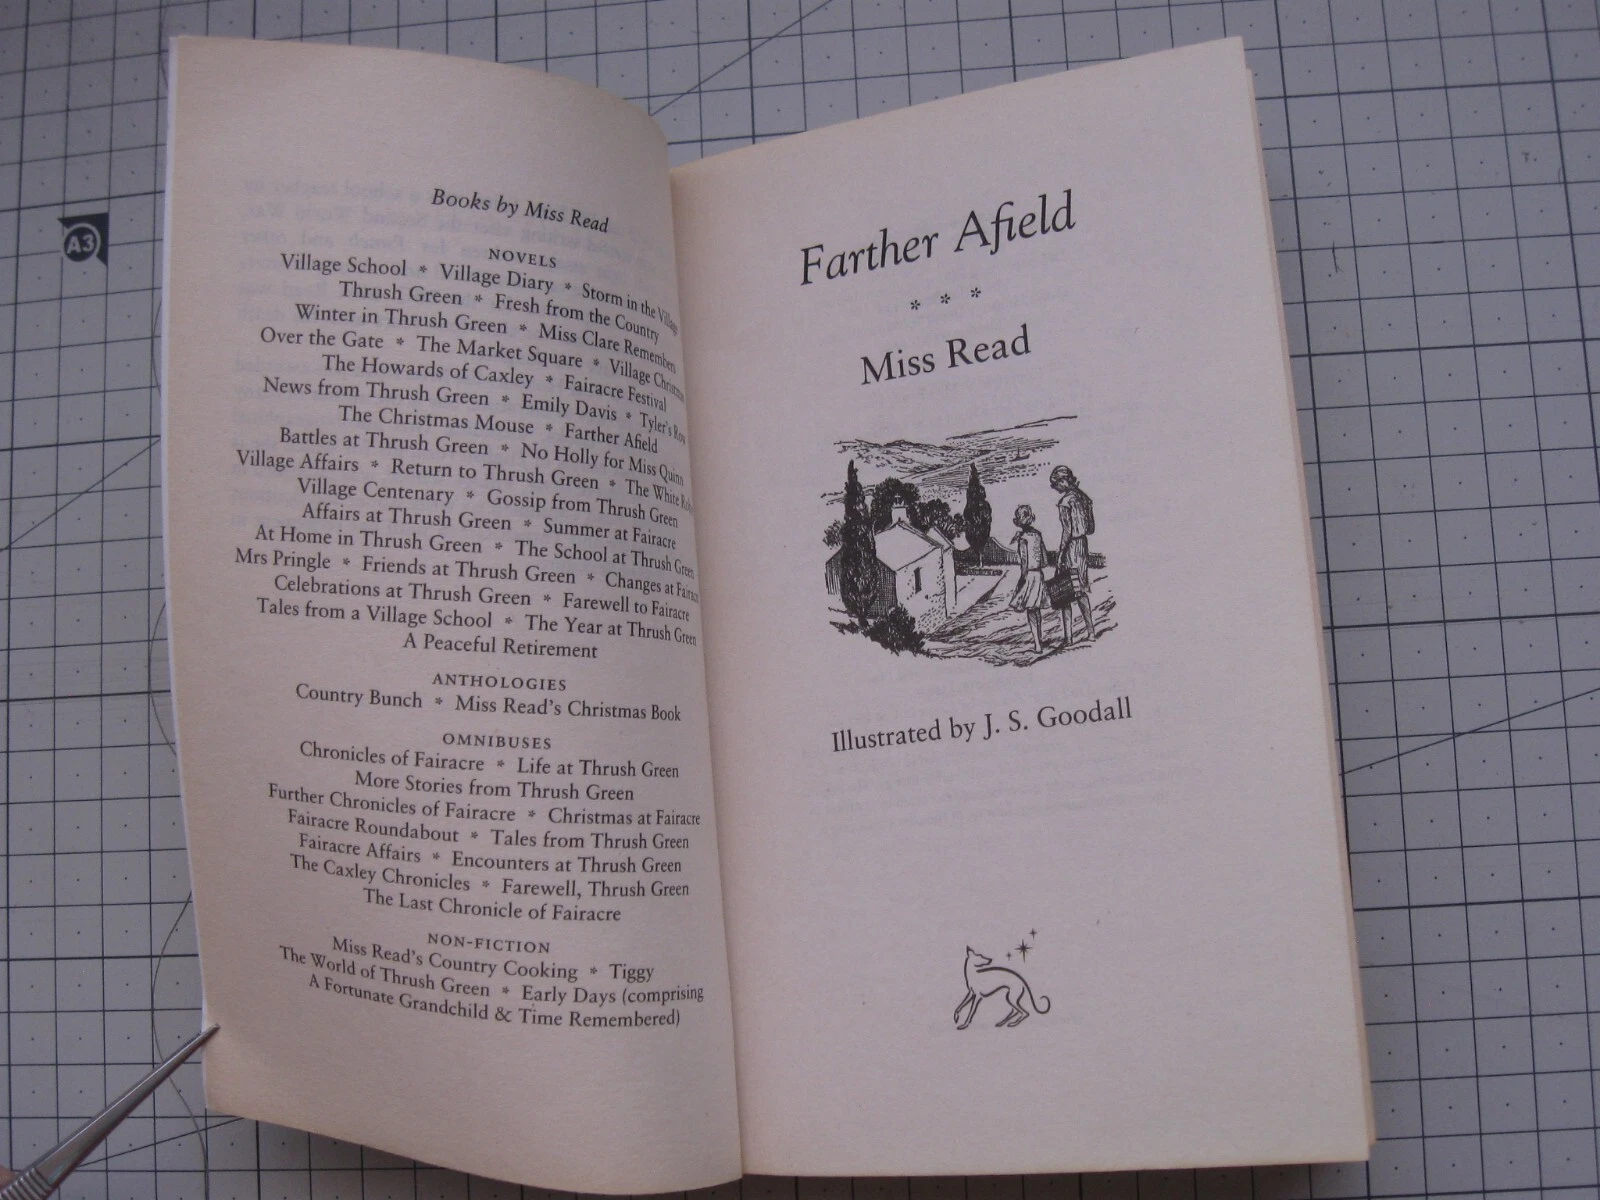 A3
Books by Miss Read
NOVELS
Village School * Village Diary * Storm in the Village
Thrush Green * Fresh from the Country
Winter in Thrush Green * Miss Clare Remembers
Over the Gate * The Market Square * Village Christmas
The Howards of Caxley * Fairacre Festival
News from Thrush Green * Emily Davis * Tyler's Row
The Christmas Mouse * Farther Afield
Battles at Thrush Green * No Holly for Miss Quinn
Village Affairs * Return to Thrush Green * The White Robin
Village Centenary * Gossip from Thrush Green
Affairs at Thrush Green * Summer at Fairacre
At Home in Thrush Green * The School at Thrush Green
Mrs Pringle * Friends at Thrush Green * Changes at Fairacre
Celebrations at Thrush Green * Farewell to Fairacre
Tales from a Village School * The Year at Thrush Green
A Peaceful Retirement
ANTHOLOGIES
Country Bunch * Miss Read's Christmas Book
OMNIBUSES
Chronicles of Fairacre * Life at Thrush Green
More Stories from Thrush Green
Further Chronicles of Fairacre * Christmas at Fairacre
Fairacre Roundabout * Tales from Thrush Green
Fairacre Affairs * Encounters at Thrush Green
The Caxley Chronicles * Farewell, Thrush Green
The Last Chronicle of Fairacre
NON-FICTION
Miss Read's Country Cooking * Tiggy
The World of Thrush Green * Early Days (comprising
A Fortunate Grandchild & Time Remembered)
Farther Afield
* * *
Miss Read
Illustrated by J. S. Goodall